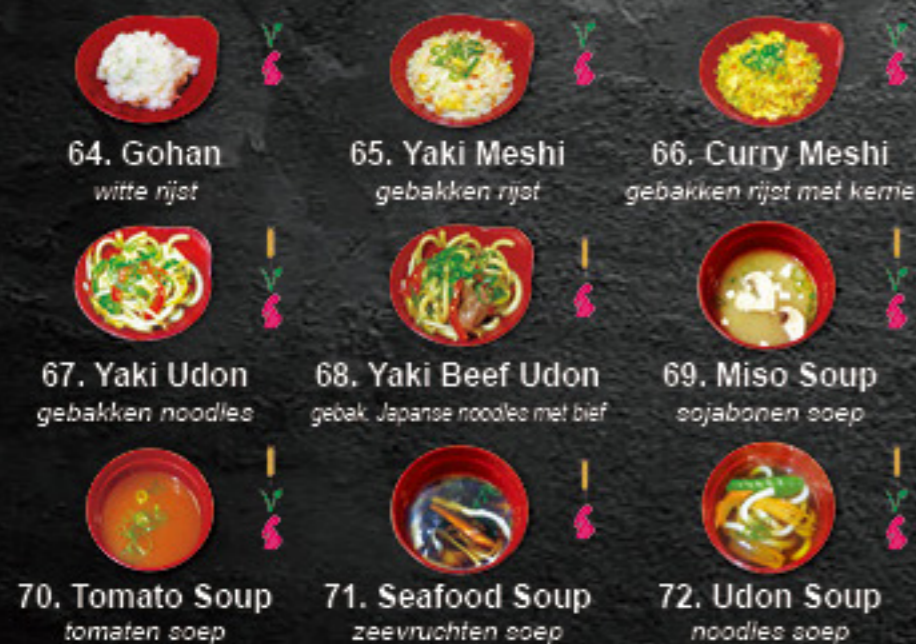 64. Gohan
witte rijst
65. Yaki Meshi
gebakken rijst
66. Curry Meshi
gebakken rijst met kerrie
67. Yaki Udon
gebakken noodles
68. Yaki Beef Udon
gebak. Japanse noodles met bief
69. Miso Soup
sojabonen soep
70. Tomato Soup
tomaten soep
71. Seafood Soup
zeevruchten soep
72. Udon Soup
noodles soep